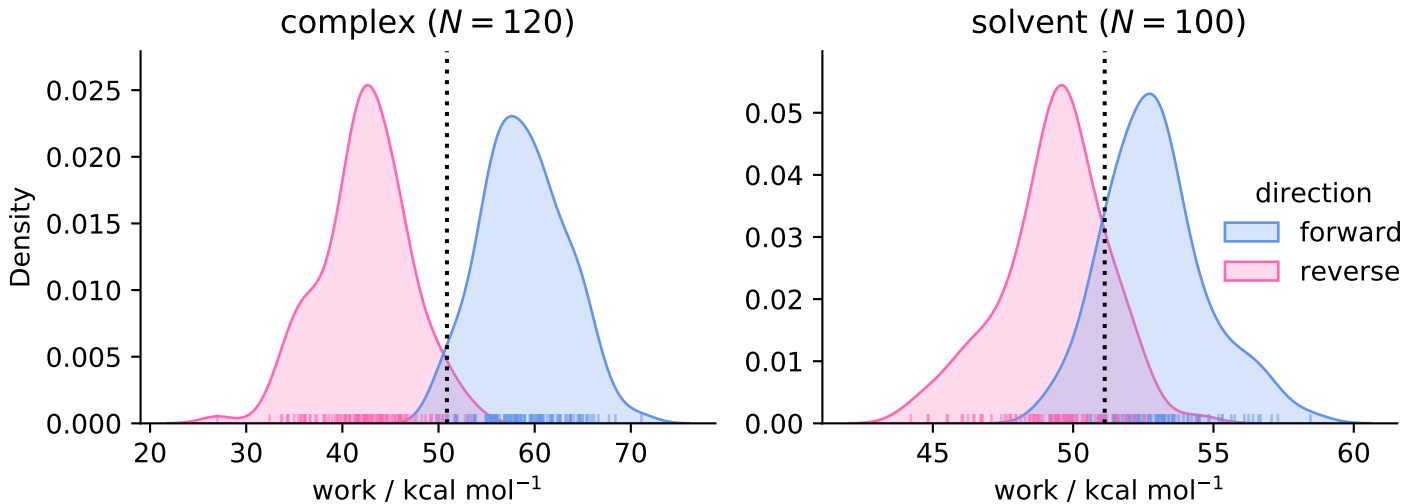 complex (N = 120)
Density
0.025
0.020
0.015
0.010
0.005
0.000
20 30 40 50 60 70
work / kcal mol⁻¹
solvent (N = 100)
0.05
0.04
0.03
0.02
0.01
0.00
45 50 55 60
work / kcal mol⁻¹
direction
forward
reverse